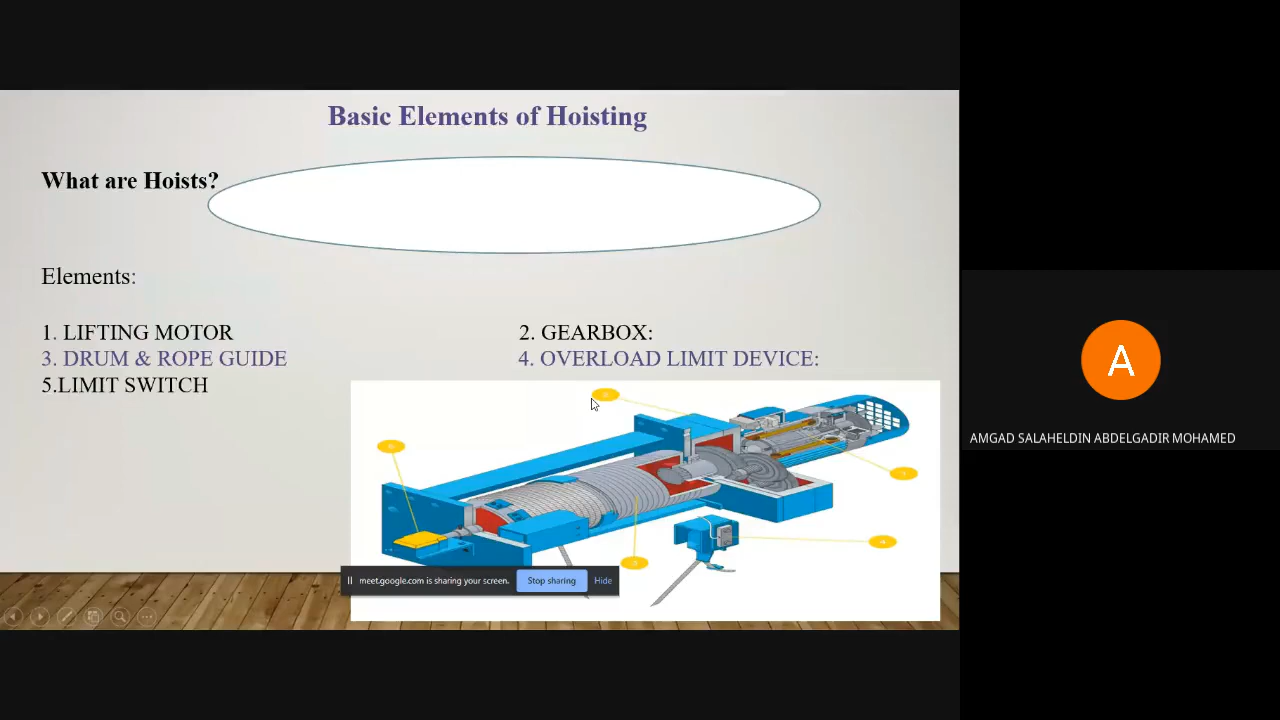 Basic Elements of Hoisting
What are Hoists?
Elements:
1. LIFTING MOTOR
2. GEARBOX:
3. DRUM & ROPE GUIDE
4. OVERLOAD LIMIT DEVICE:
5.LIMIT SWITCH
meet.google.com is sharing your screen.
Stop sharing
Hide
A
AMGAD SALAHELDIN ABDELGADIR MOHAMED